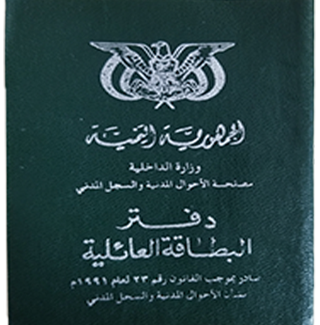 الجمهورية اليمنية
وزارة الداخلية
مصلحة الأحوال المدنية والسجل المدني
دفتر
البطاقة العائلية
صادر بموجب القانون رقم ٢٣ لعام ١٩٩١م
بشأن الأحوال المدنية والسجل المدني